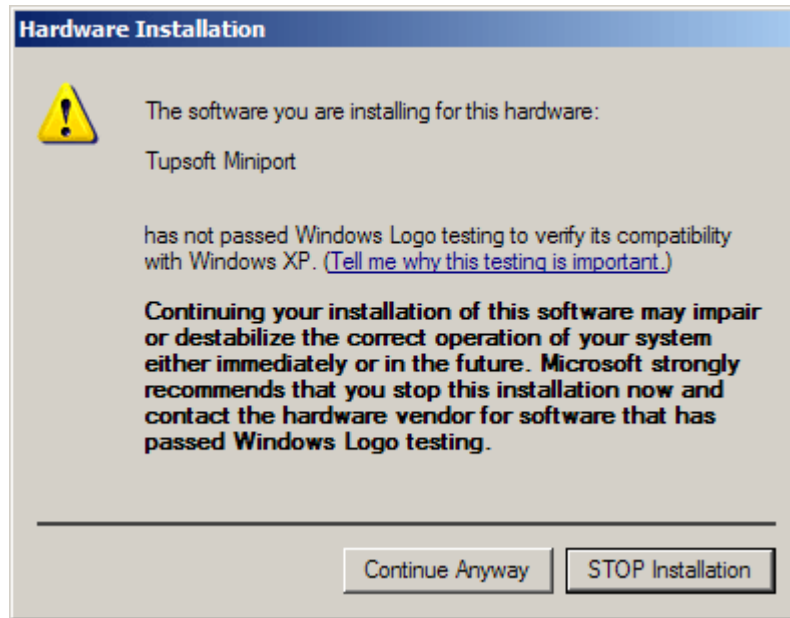 Hardware Installation
The software you are installing for this hardware:
Tupsoft Miniport
has not passed Windows Logo testing to verify its compatibility
with Windows XP. (Tell me why this testing is important.)
Continuing your installation of this software may impair
or destabilize the correct operation of your system
either immediately or in the future. Microsoft strongly
recommends that you stop this installation now and
contact the hardware vendor for software that has
passed Windows Logo testing.
Continue Anyway
STOP Installation